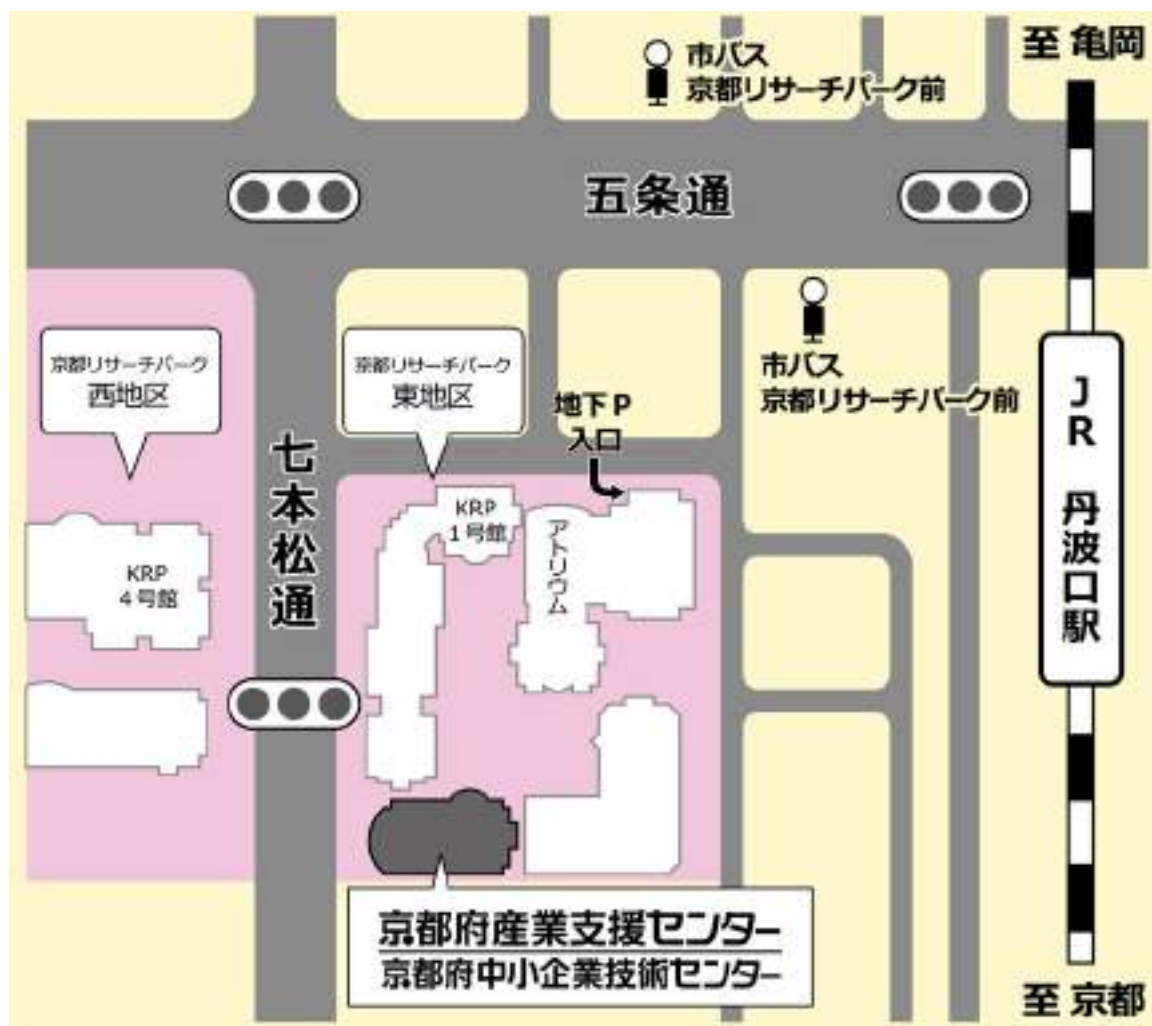 至 亀岡
市バス
京都リサーチパーク前
五条通
京都リサーチパーク
西地区
京都リサーチパーク
東地区
地下P
入口
市バス
京都リサーチパーク前
JR 丹波口駅
七本松通
KRP
1号館
アトリウム
KRP
4号館
京都府産業支援センター
京都府中小企業技術センター
至 京都